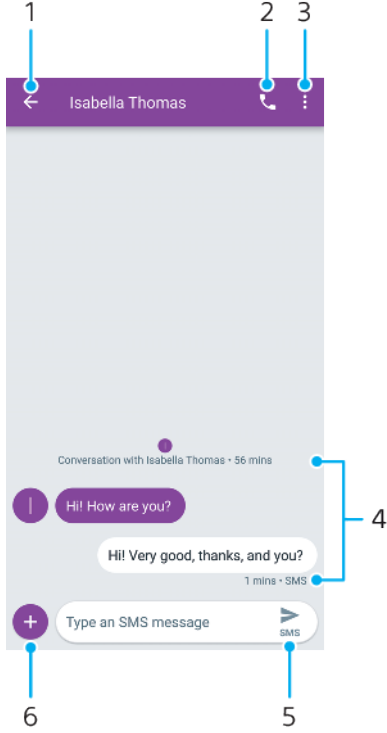 1 2 3
Isabella Thomas
I
Conversation with Isabella Thomas • 56 mins
I
Hi! How are you?
4
Hi! Very good, thanks, and you?
1 mins • SMS
+
Type an SMS message
SMS
6 5